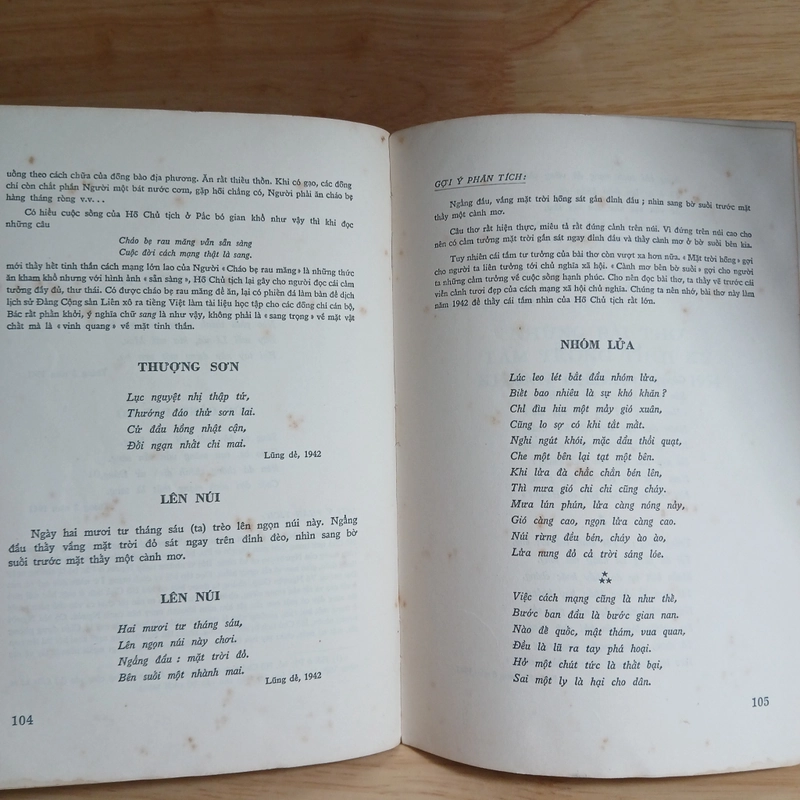 uống theo cách chữa của đồng bào địa phương. Ăn rất thiếu thốn. Khi có gạo, các đồng
chí còn chắt phần Người một bát nước cơm, gặp hồi chẳng có, Người phải ăn cháo bẹ
hàng tháng ròng v.v...
Có hiểu cuộc sống của Hồ Chủ tịch ở Pắc bó gian khổ như vậy thì khi đọc
những câu
Cháo bẹ rau măng vẫn sẵn sàng
Cuộc đời cách mạng thật là sang.
mới thấy hết tinh thần cách mạng lớn lao của Người « Cháo bẹ rau măng » là những thức
ăn kham khổ nhưng với hình ảnh « sẵn sàng », Hồ Chủ tịch lại gây cho người đọc cái cảm
tưởng đầy đủ, thư thái. Có được cháo bẹ rau măng để ăn, lại có phiến đá làm bàn để dịch
lịch sử Đảng Cộng sản Liên xô ra tiếng Việt làm tài liệu học tập cho các đồng chí cán bộ,
Bác rất phấn khởi, ý nghĩa chữ sang là như vậy, không phải là « sang trọng » về mặt vật
chất mà là « vinh quang » về mặt tinh thần.
THƯỢNG SƠN
Lục nguyệt nhị thập tứ,
Thướng đáo thử sơn lai.
Cử đầu hồng nhật cận,
Đối ngạn nhất chi mai.
Lũng dẻ, 1942
LÊN NÚI
Ngày hai mươi tư tháng sáu (ta) trèo lên ngọn núi này. Ngẩng
đầu thấy vầng mặt trời đỏ sát ngay trên đỉnh đèo, nhìn sang bờ
suối trước mặt thấy một cành mơ.
LÊN NÚI
Hai mươi tư tháng sáu,
Lên ngọn núi này chơi.
Ngẩng đầu : mặt trời đỏ.
Bên suối một nhành mai.
Lũng dẻ, 1942
104
GỢI Ý PHÂN TÍCH:
Ngẩng đầu, vầng mặt trời hồng sát gần đỉnh đầu ; nhìn sang bờ suối trước mặt
thấy một cành mơ.
Câu thơ rất hiện thực, miêu tả rất đúng cảnh trên núi. Vì đứng trên núi cao cho
nên có cảm tưởng mặt trời gần sát ngay đỉnh đầu và thấy cành mơ ở bờ suối bên kia.
Tuy nhiên cái tầm tư tưởng của bài thơ còn vượt xa hơn nữa. « Mặt trời hồng » gợi
cho người ta liên tưởng tới chủ nghĩa xã hội. « Cành mơ bên bờ suối » gợi cho người
ta những cảm tưởng về cuộc sống hạnh phúc. Cho nên đọc bài thơ, ta thấy về trước cái
viễn cảnh tươi đẹp của cách mạng xã hội chủ nghĩa. Chúng ta nên nhớ, bài thơ này làm
năm 1942 để thấy cái tầm nhìn của Hồ Chủ tịch rất lớn.
NHÓM LỬA
Lúc leo lét bắt đầu nhóm lửa,
Biết bao nhiêu là sự khó khăn?
Chỉ đìu hiu một mảy gió xuân,
Cũng lo sợ có khi tắt mất.
Nghi ngút khói, mặc dầu thổi quạt,
Che một bên lại tạt một bên.
Khi lửa đà chắc chắn bén lên,
Thì mưa gió chi chi cũng cháy.
Mưa lún phún, lửa càng nóng nảy,
Gió càng cao, ngọn lửa càng cao.
Núi rừng đều bén, cháy ào ào,
Lửa nung đỏ cả trời sáng lóe.
Việc cách mạng cũng là như thế,
Bước ban đầu là bước gian nan.
Nào đế quốc, mật thám, vua quan,
Đều là lũ ra tay phá hoại.
Hở một chút tức là thất bại,
Sai một ly là hại cho dân.
105